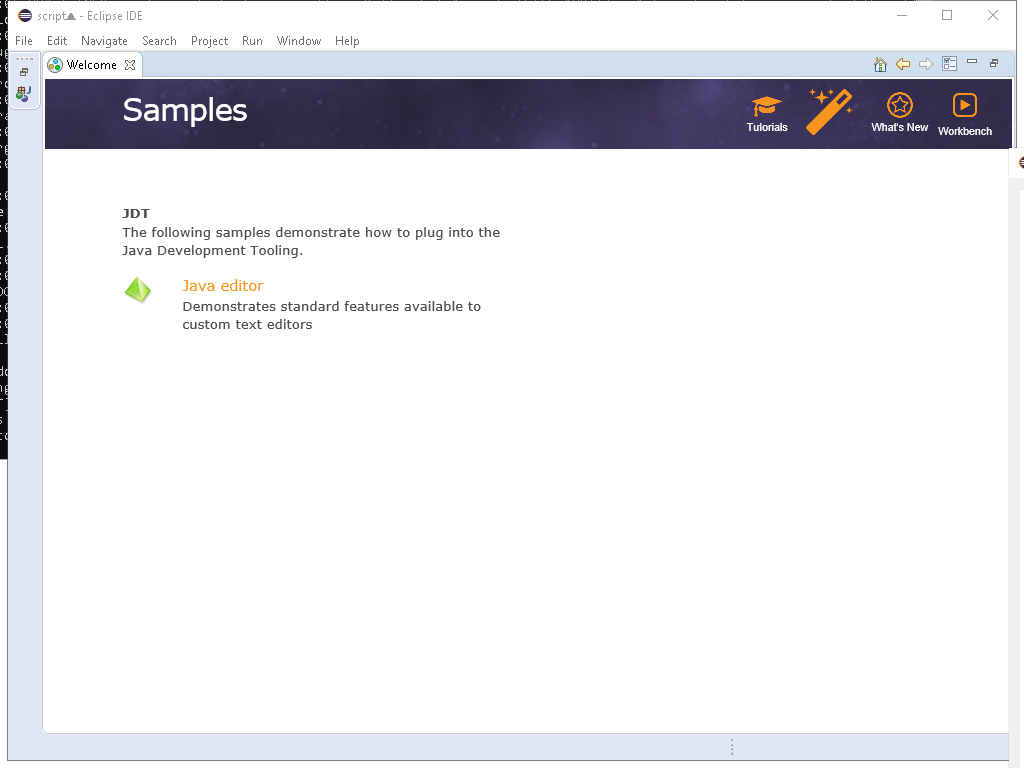 script▲ - Eclipse IDE
File Edit Navigate Search Project Run Window Help
Welcome
Samples
Tutorials
What's New
Workbench
JDT
The following samples demonstrate how to plug into the
Java Development Tooling.
Java editor
Demonstrates standard features available to
custom text editors